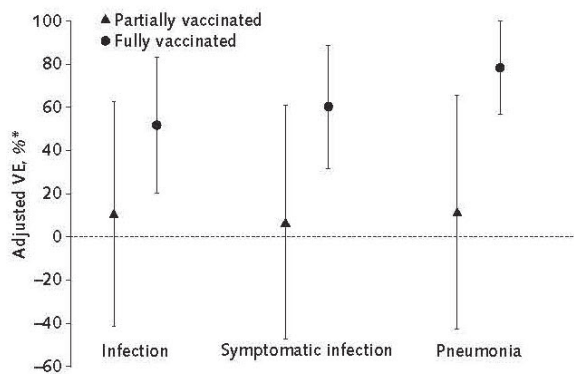 ▲ Partially vaccinated
● Fully vaccinated
Adjusted VE, %*
100
80
60
40
20
0
–20
–40
–60
Infection
Symptomatic infection
Pneumonia